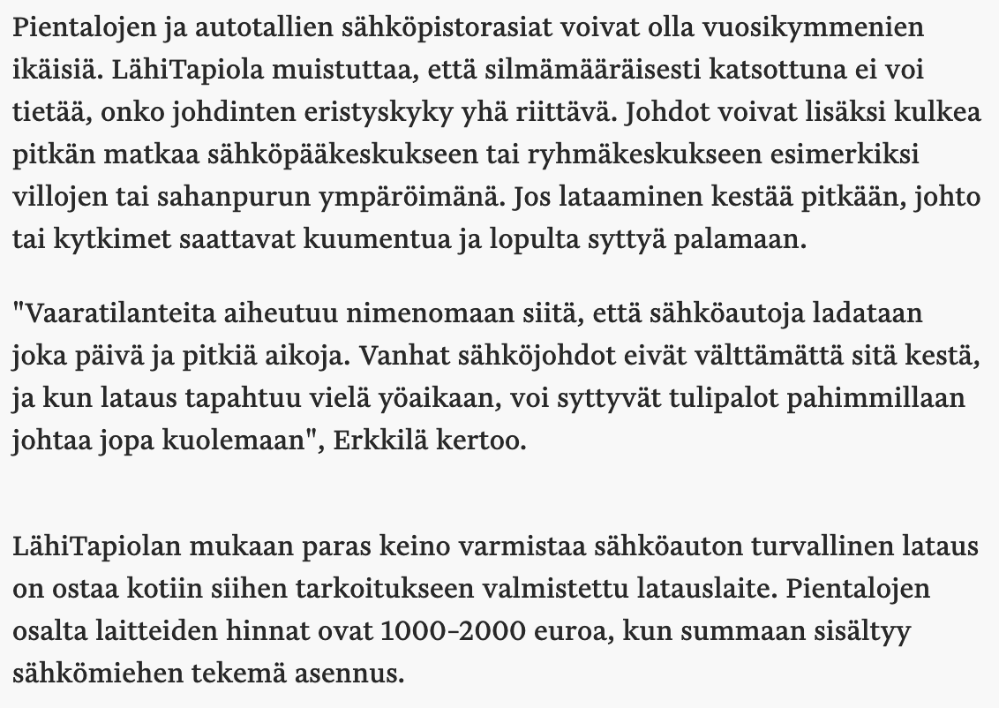 Pientalojen ja autotallien sähköpistorasiat voivat olla vuosikymmenien
ikäisiä. LähiTapiola muistuttaa, että silmämääräisesti katsottuna ei voi
tietää, onko johdinten eristyskyky yhä riittävä. Johdot voivat lisäksi kulkea
pitkän matkaa sähköpääkeskukseen tai ryhmäkeskukseen esimerkiksi
villojen tai sahanpurun ympäröimänä. Jos lataaminen kestää pitkään, johto
tai kytkimet saattavat kuumentua ja lopulta syttyä palamaan.
"Vaaratilanteita aiheutuu nimenomaan siitä, että sähköautoja ladataan
joka päivä ja pitkiä aikoja. Vanhat sähköjohdot eivät välttämättä sitä kestä,
ja kun lataus tapahtuu vielä yöaikaan, voi syttyvät tulipalot pahimmillaan
johtaa jopa kuolemaan", Erkkilä kertoo.
LähiTapiolan mukaan paras keino varmistaa sähköauton turvallinen lataus
on ostaa kotiin siihen tarkoitukseen valmistettu latauslaite. Pientalojen
osalta laitteiden hinnat ovat 1000–2000 euroa, kun summaan sisältyy
sähkömiehen tekemä asennus.